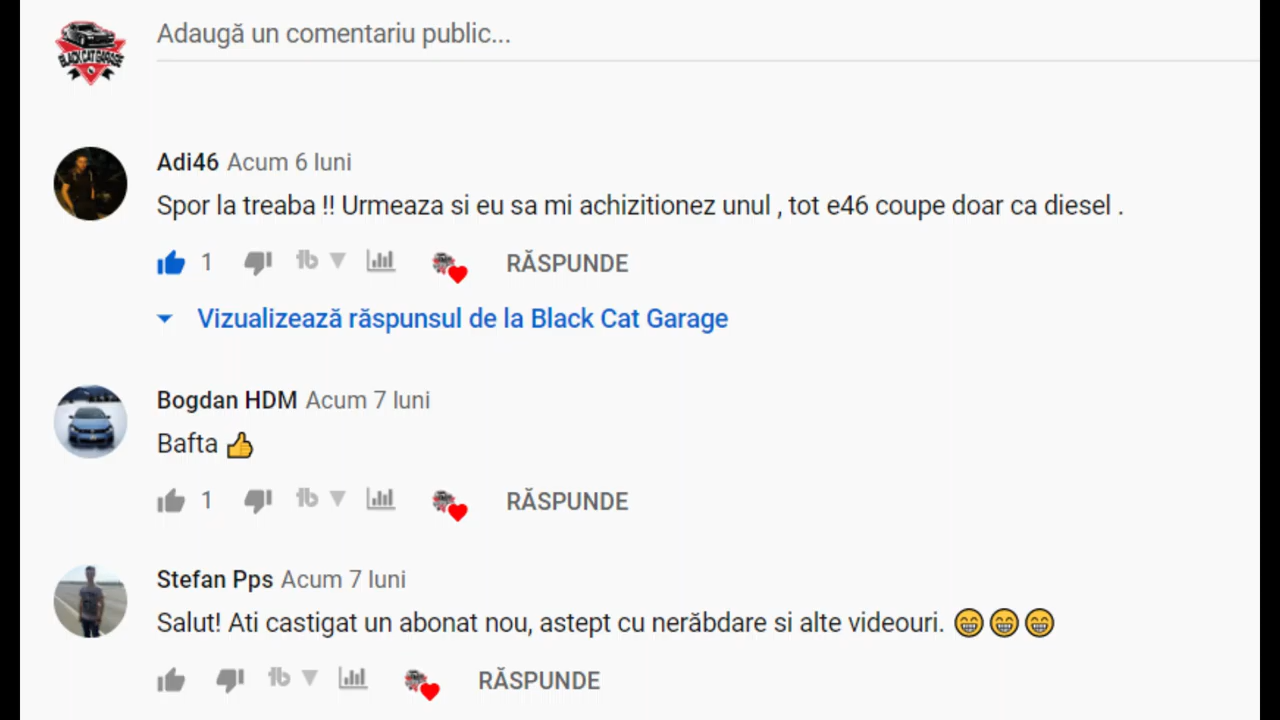 BLACK CAT GARAGE
Adaugă un comentariu public...
Adi46 Acum 6 luni
Spor la treaba !! Urmeaza si eu sa mi achizitionez unul , tot e46 coupe doar ca diesel .
1 RĂSPUNDE
Vizualizează răspunsul de la Black Cat Garage
Bogdan HDM Acum 7 luni
Bafta 👍
1 RĂSPUNDE
Stefan Pps Acum 7 luni
Salut! Ati castigat un abonat nou, astept cu nerăbdare si alte videouri. 😁😁😁
RĂSPUNDE